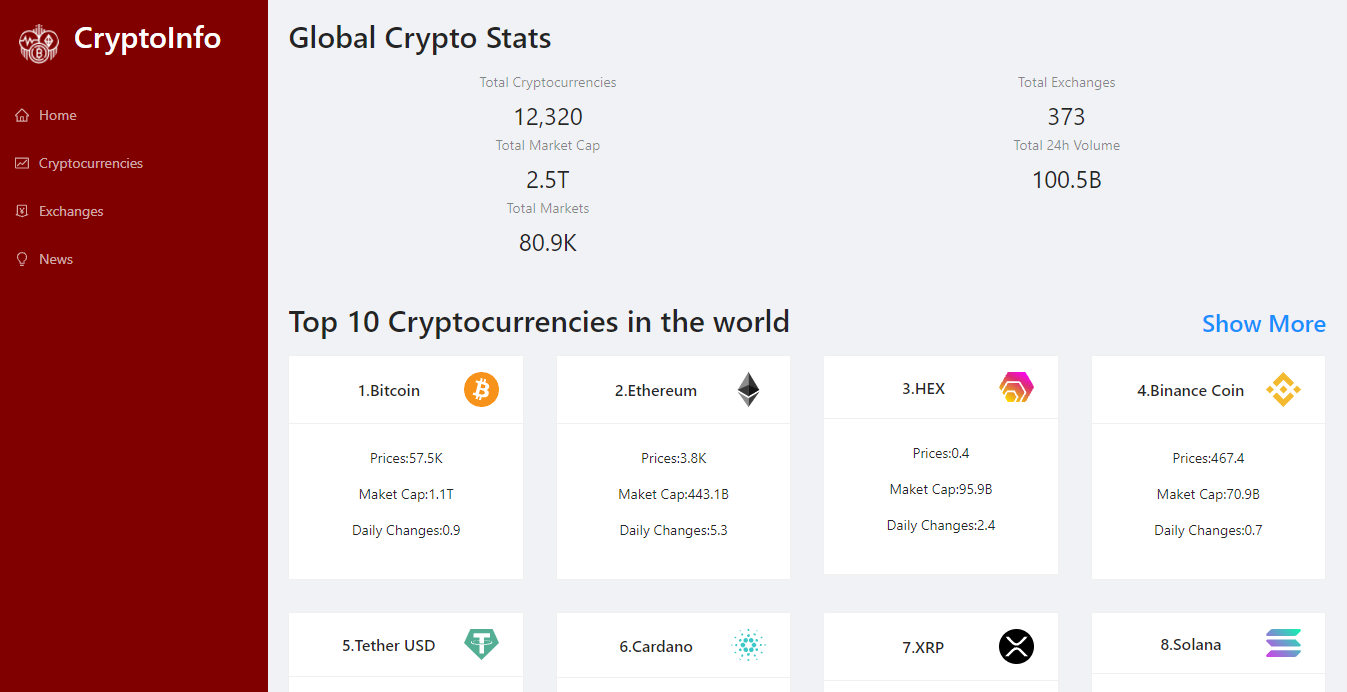 CryptoInfo
Home
Cryptocurrencies
Exchanges
News
Global Crypto Stats
Total Cryptocurrencies
12,320
Total Exchanges
373
Total Market Cap
2.5T
Total 24h Volume
100.5B
Total Markets
80.9K
Top 10 Cryptocurrencies in the world
Show More
1.Bitcoin
Prices:57.5K
Maket Cap:1.1T
Daily Changes:0.9
2.Ethereum
Prices:3.8K
Maket Cap:443.1B
Daily Changes:5.3
3.HEX
Prices:0.4
Maket Cap:95.9B
Daily Changes:2.4
4.Binance Coin
Prices:467.4
Maket Cap:70.9B
Daily Changes:0.7
5.Tether USD
6.Cardano
7.XRP
8.Solana